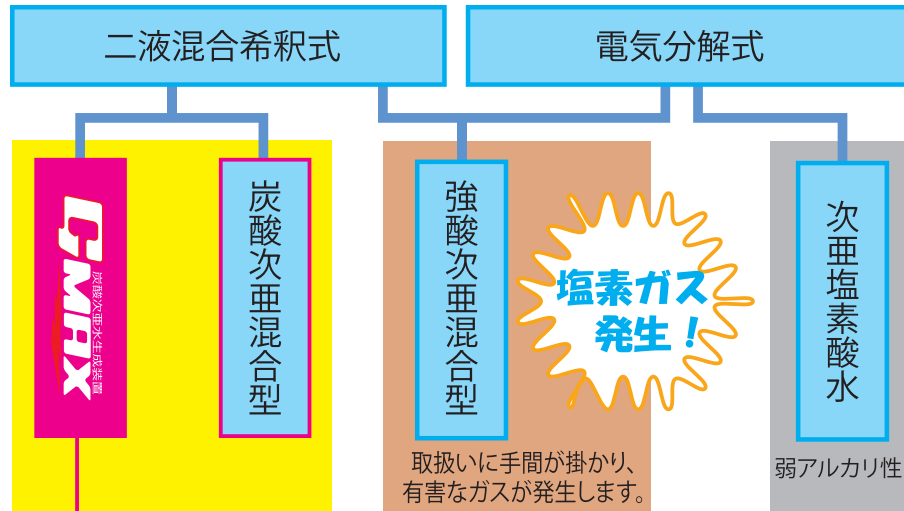 二液混合希釈式
電気分解式
CMAX
炭酸次亜水生成装置
炭酸次亜混合型
強酸次亜混合型
塩素ガス
発生！
次亜塩素酸水
取扱いに手間が掛かり、
有害なガスが発生します。
弱アルカリ性